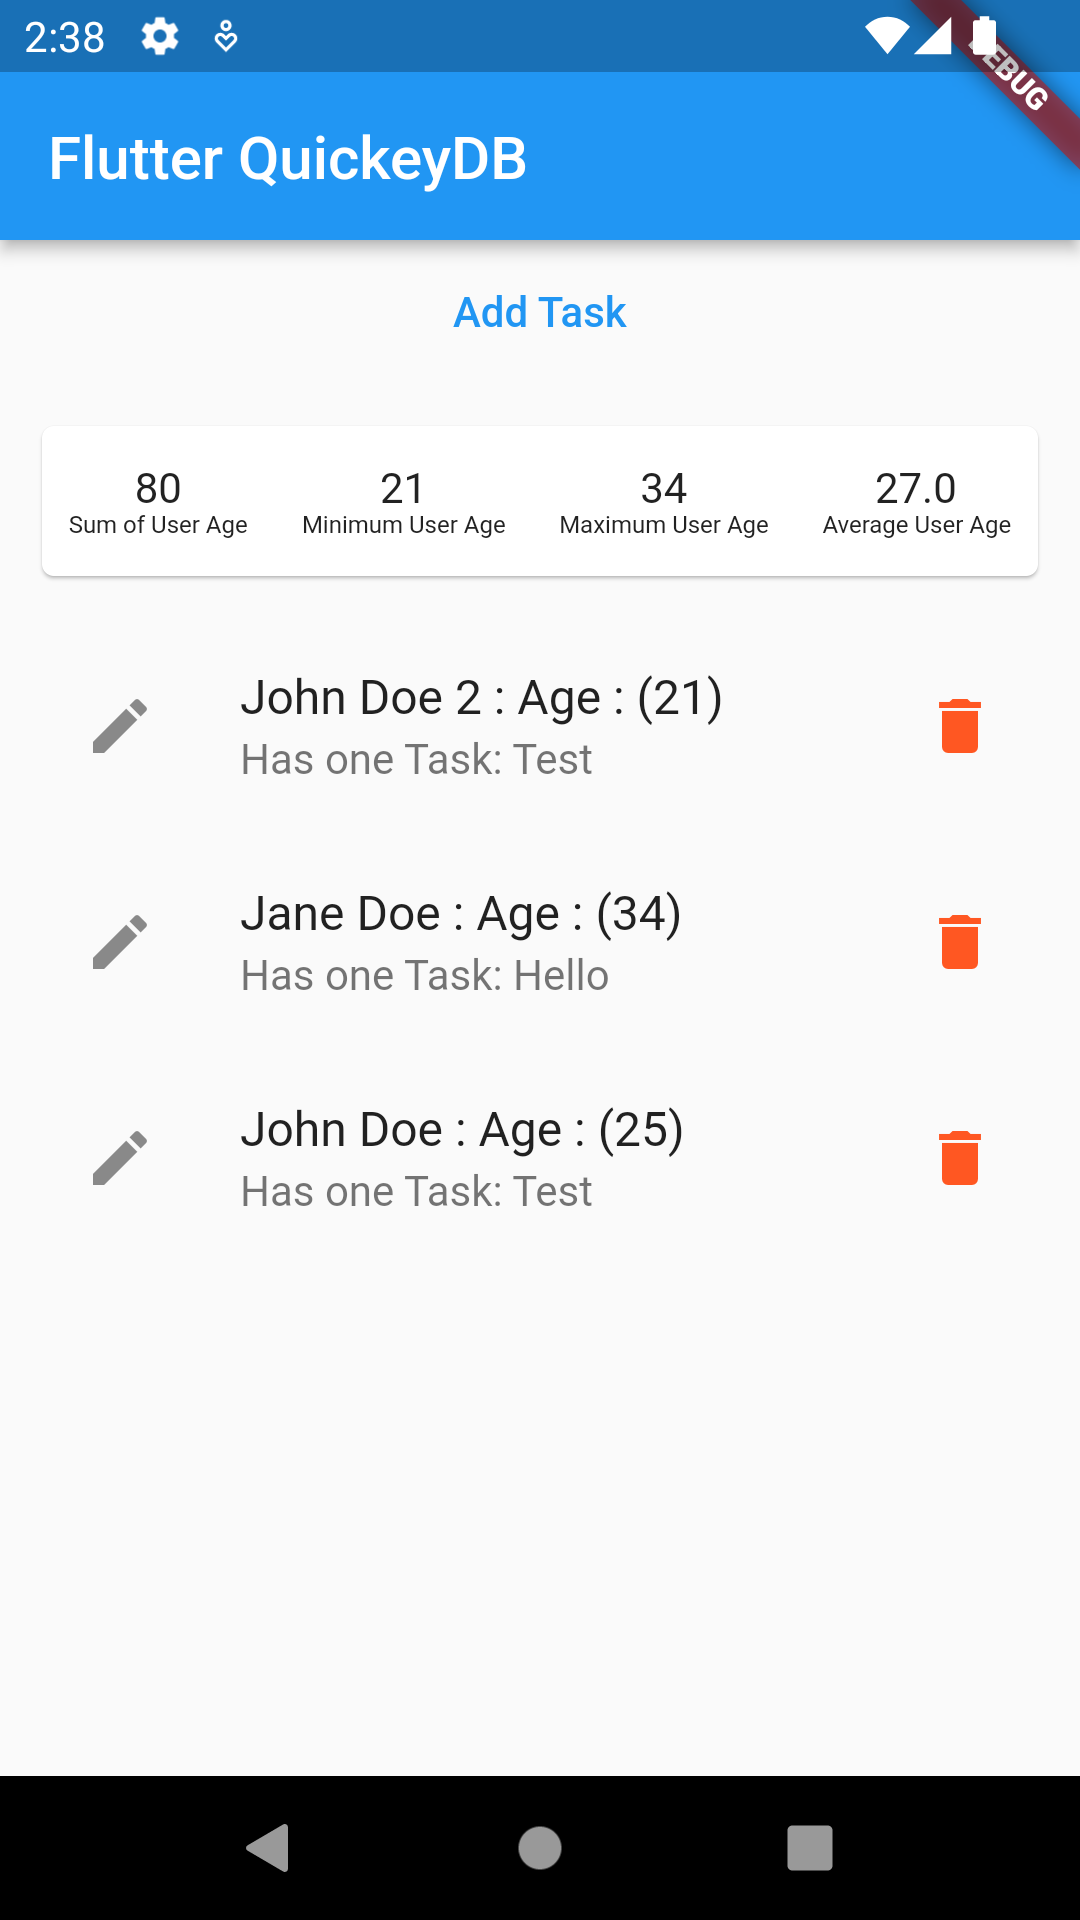 2:38
DEBUG
Flutter QuickeyDB
Add Task
80 21 34 27.0
Sum of User Age Minimum User Age Maximum User Age Average User Age
John Doe 2 : Age : (21)
Has one Task: Test
Jane Doe : Age : (34)
Has one Task: Hello
John Doe : Age : (25)
Has one Task: Test